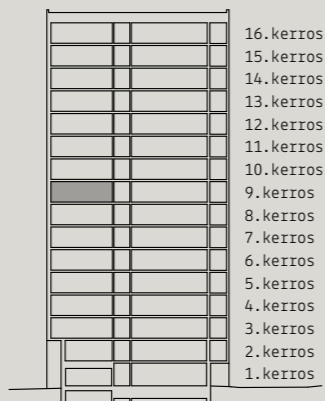 16.kerros
15.kerros
14.kerros
13.kerros
12.kerros
11.kerros
10.kerros
9.kerros
8.kerros
7.kerros
6.kerros
5.kerros
4.kerros
3.kerros
2.kerros
1.kerros